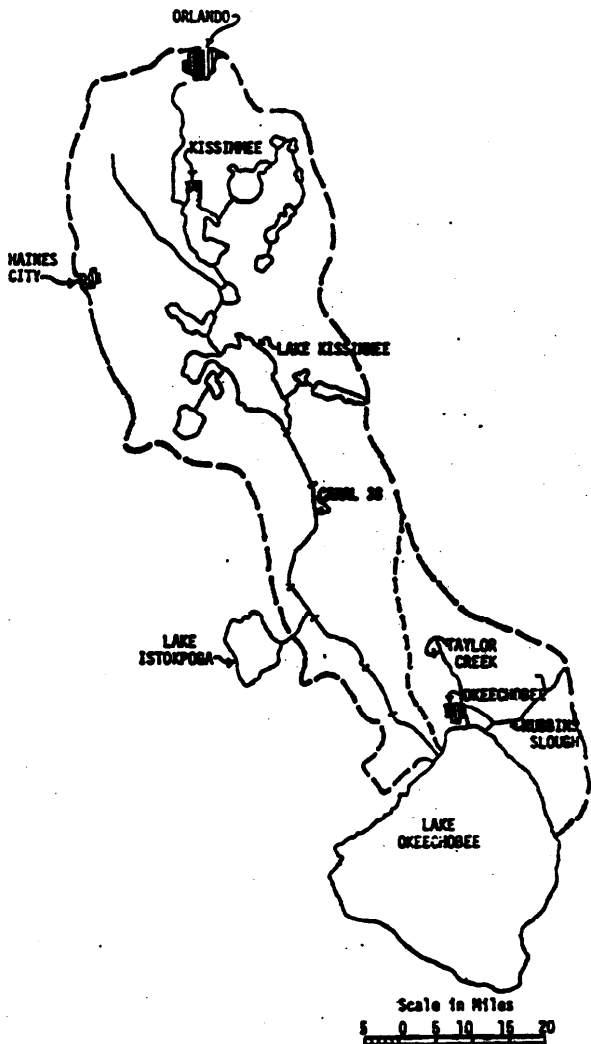 ORLANDO
KISSIMMEE
HAINES
CITY
LAKE KISSIMMEE
CANAL 38
LAKE
ISTOKPOGA
TAYLOR
CREEK
OKEECHOBEE
NUBBIN
SLOUGH
LAKE
OKEECHOBEE
Scale in Miles
5 0 5 10 15 20